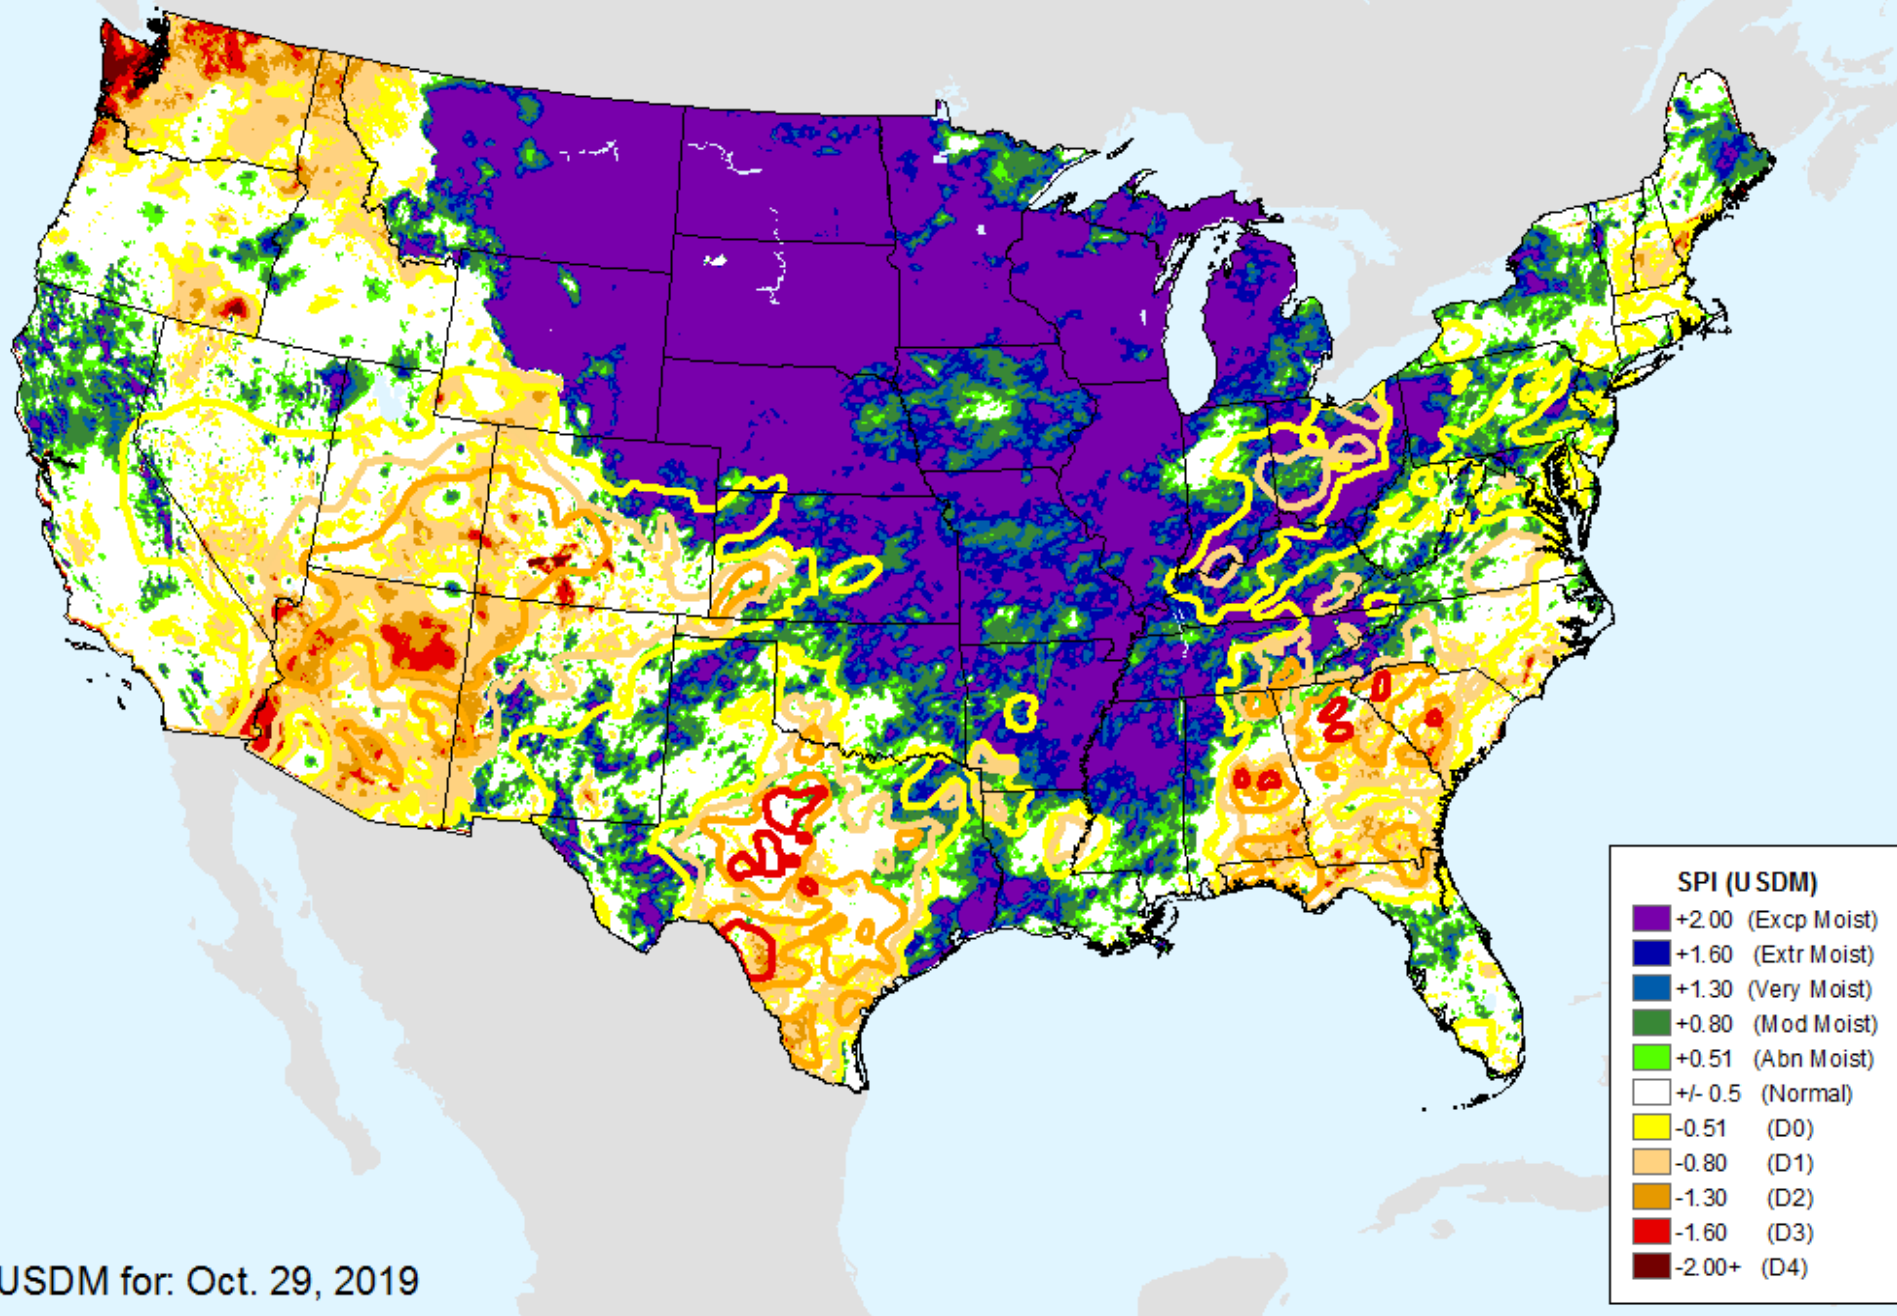 SPI (USDM)
+2.00 (Excp Moist)
+1.60 (Extr Moist)
+1.30 (Very Moist)
+0.80 (Mod Moist)
+0.51 (Abn Moist)
+/- 0.5 (Normal)
-0.51 (D0)
-0.80 (D1)
-1.30 (D2)
-1.60 (D3)
-2.00+ (D4)
USDM for: Oct. 29, 2019